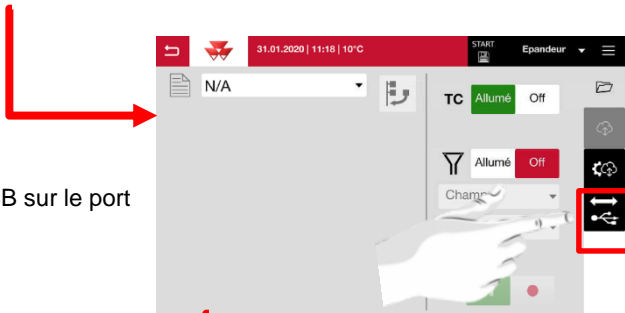 31.01.2020 | 11:18 | 10°C
START
Epandeur
N/A
TC Allumé Off
Allumé Off
B sur le port